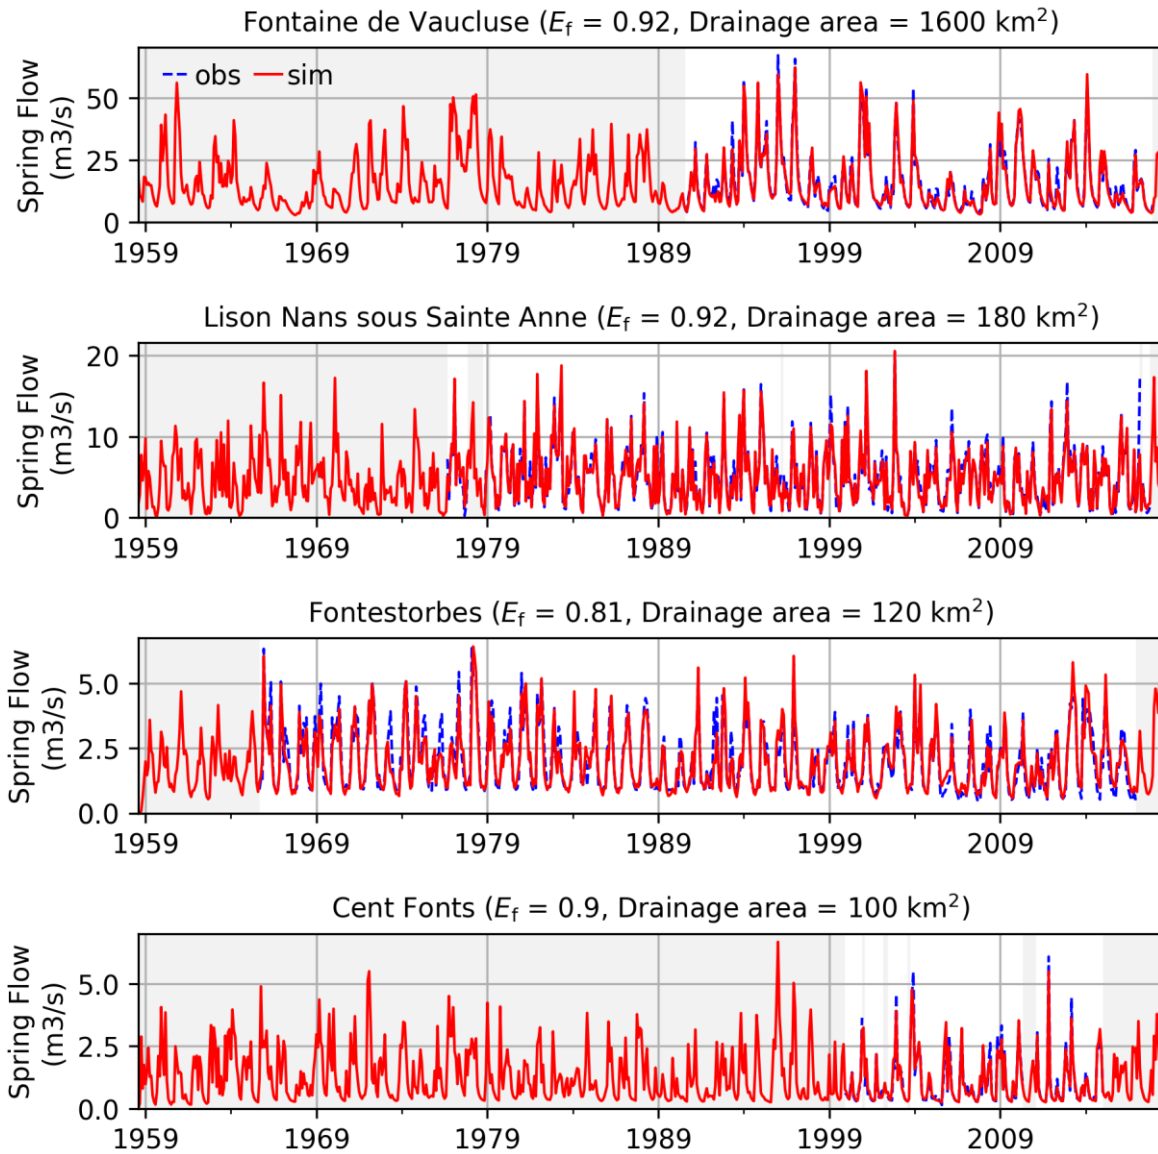 Fontaine de Vaucluse (Ef = 0.92, Drainage area = 1600 km²)
Spring Flow
(m3/s)
obs sim
50
25
0
1959 1969 1979 1989 1999 2009
Lison Nans sous Sainte Anne (Ef = 0.92, Drainage area = 180 km²)
Spring Flow
(m3/s)
20
10
0
1959 1969 1979 1989 1999 2009
Fontestorbes (Ef = 0.81, Drainage area = 120 km²)
Spring Flow
(m3/s)
5.0
2.5
0.0
1959 1969 1979 1989 1999 2009
Cent Fonts (Ef = 0.9, Drainage area = 100 km²)
Spring Flow
(m3/s)
5.0
2.5
0.0
1959 1969 1979 1989 1999 2009